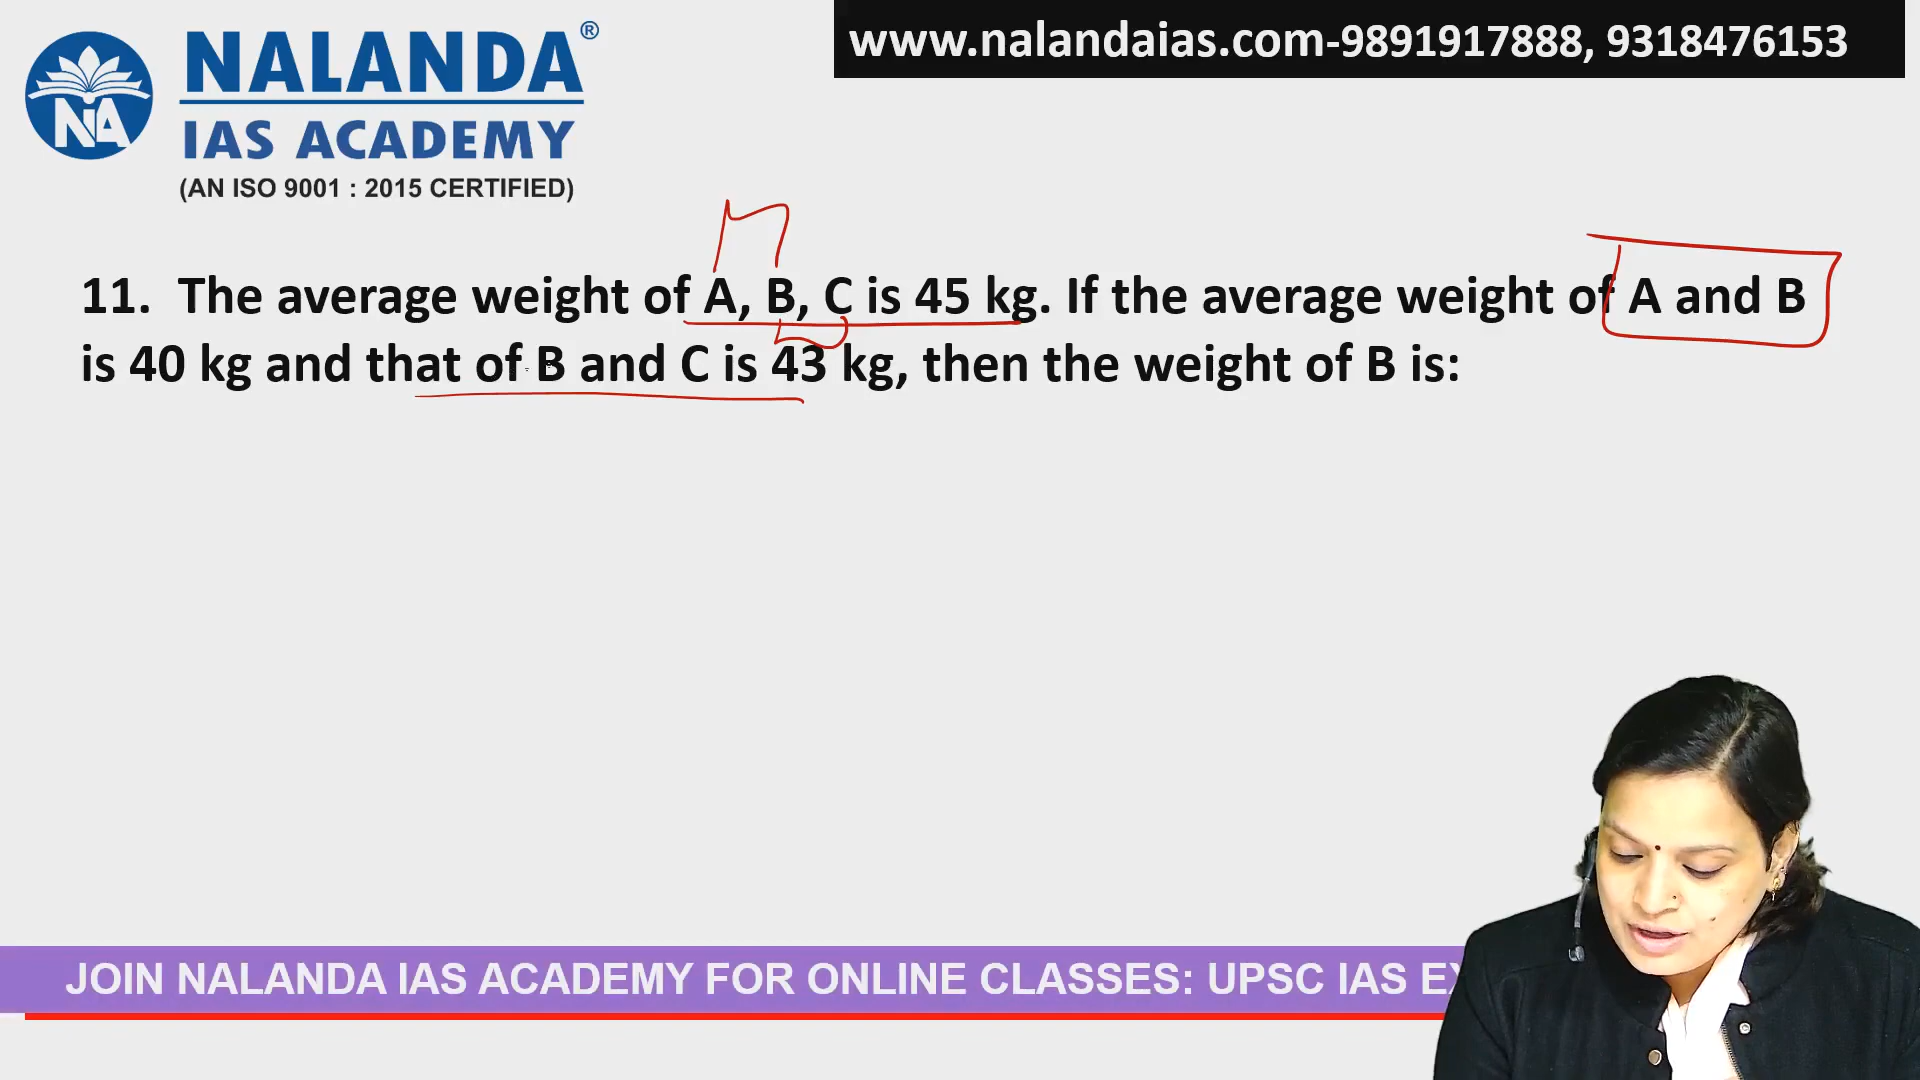 NALANDA®
www.nalandaias.com-9891917888, 9318476153
NA
IAS ACADEMY
(AN ISO 9001 : 2015 CERTIFIED)
11. The average weight of A, B, C is 45 kg. If the average weight of A and B
is 40 kg and that of B and C is 43 kg, then the weight of B is:
JOIN NALANDA IAS ACADEMY FOR ONLINE CLASSES: UPSC IAS EX